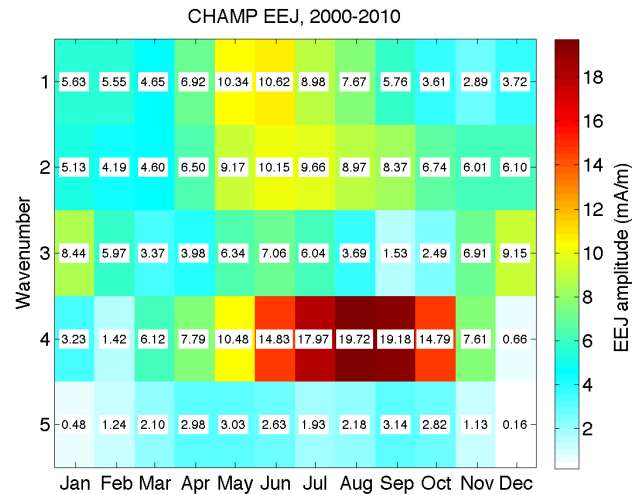 CHAMP EEJ, 2000-2010
Wavenumber
1 5.63 5.55 4.65 6.92 10.34 10.62 8.98 7.67 5.76 3.61 2.89 3.72
2 5.13 4.19 4.60 6.50 9.17 10.15 9.66 8.97 8.37 6.74 6.01 6.10
3 8.44 5.97 3.37 3.98 6.34 7.06 6.04 3.69 1.53 2.49 6.91 9.15
4 3.23 1.42 6.12 7.79 10.48 14.83 17.97 19.72 19.18 14.79 7.61 0.66
5 0.48 1.24 2.10 2.98 3.03 2.63 1.93 2.18 3.14 2.82 1.13 0.16
Jan Feb Mar Apr May Jun Jul Aug Sep Oct Nov Dec
18
16
14
12
10
8
6
4
2
EEJ amplitude (mA/m)